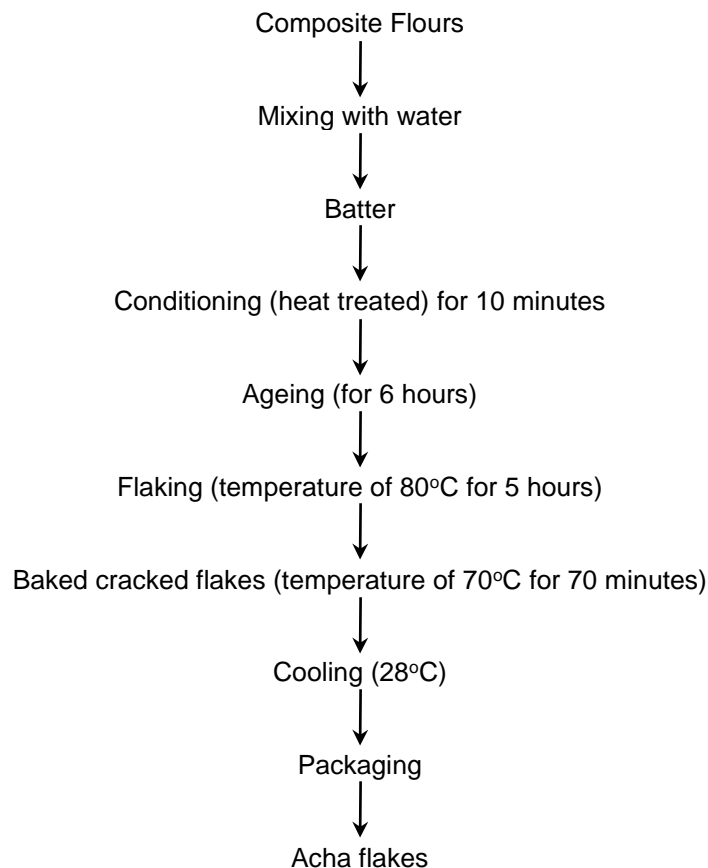 Composite Flours
Mixing with water
Batter
Conditioning (heat treated) for 10 minutes
Ageing (for 6 hours)
Flaking (temperature of 80°C for 5 hours)
Baked cracked flakes (temperature of 70°C for 70 minutes)
Cooling (28°C)
Packaging
Acha flakes